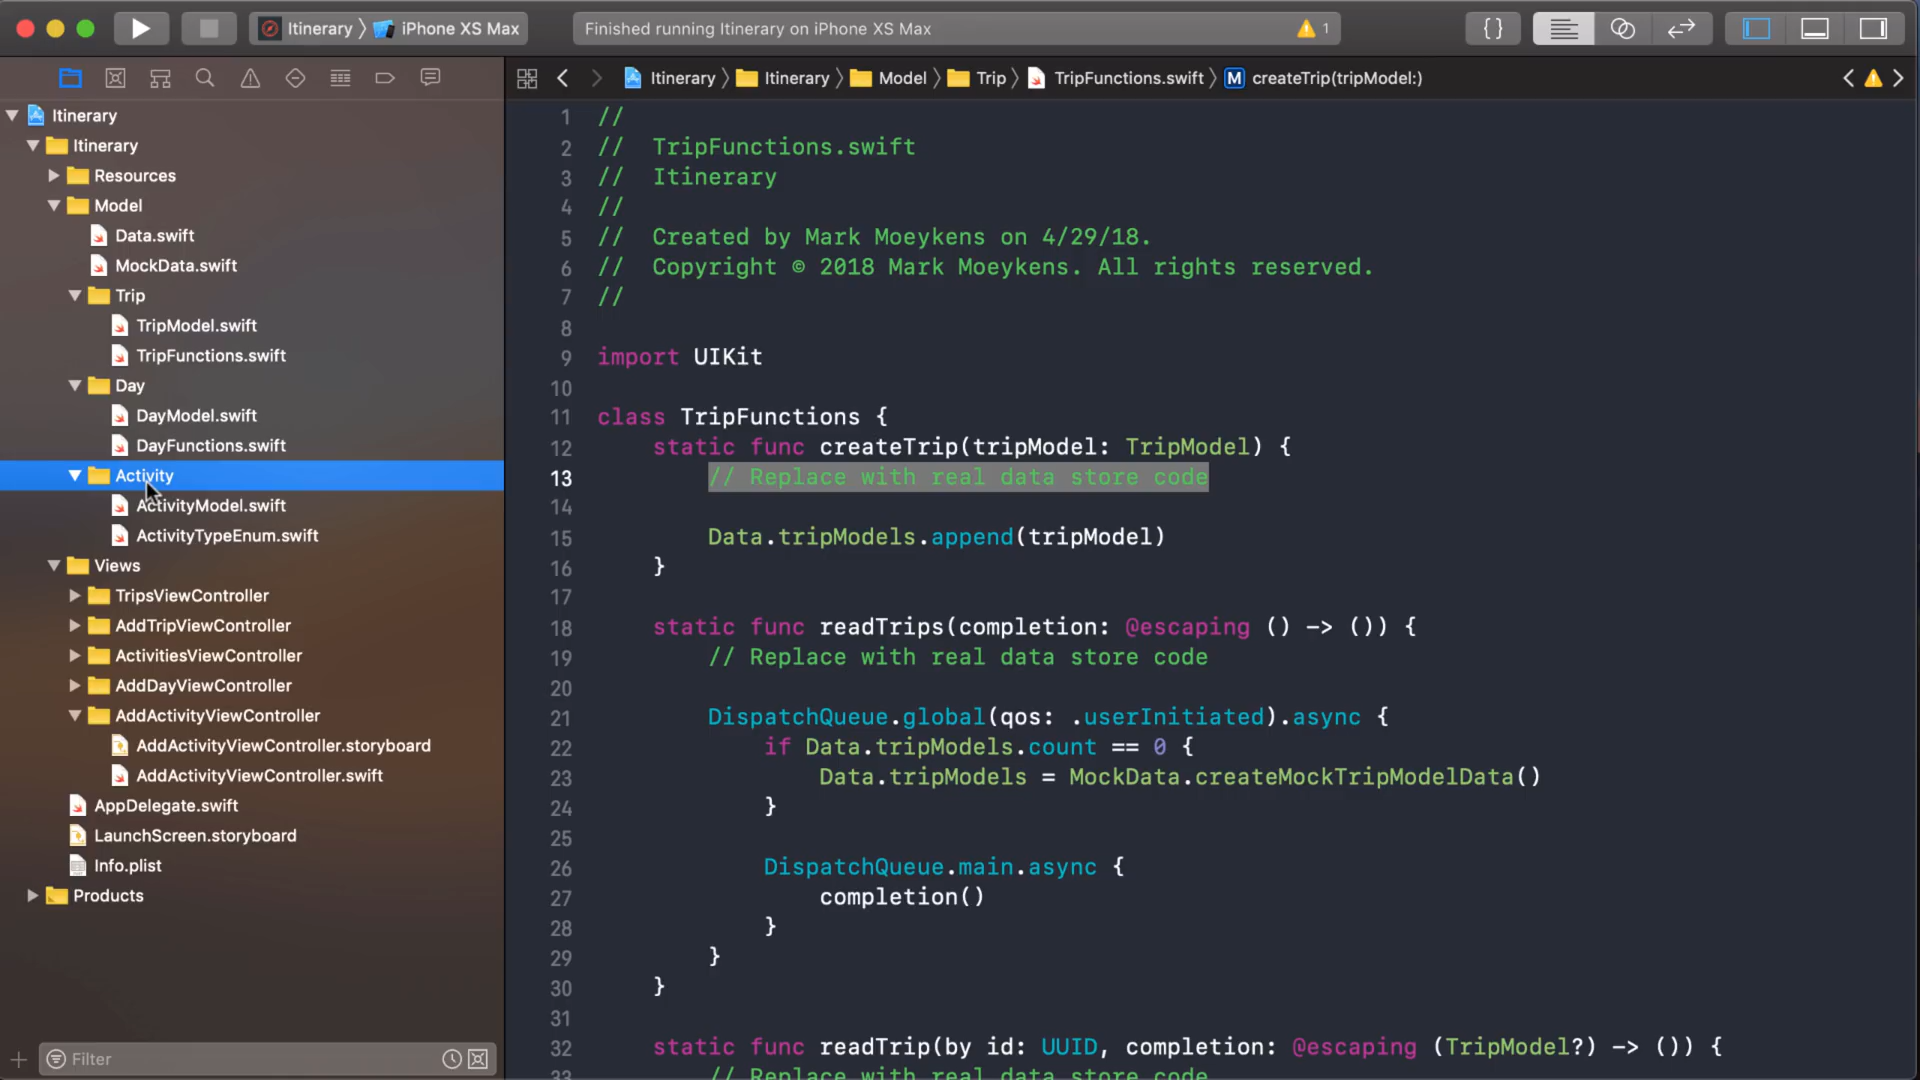 Itinerary
iPhone XS Max
Finished running Itinerary on iPhone XS Max
1
{ }
Itinerary
Itinerary
Model
Trip
TripFunctions.swift
M createTrip(tripModel:)
Itinerary
Itinerary
Resources
Model
Data.swift
MockData.swift
Trip
TripModel.swift
TripFunctions.swift
Day
DayModel.swift
DayFunctions.swift
Activity
ActivityModel.swift
ActivityTypeEnum.swift
Views
TripsViewController
AddTripViewController
ActivitiesViewController
AddDayViewController
AddActivityViewController
AddActivityViewController.storyboard
AddActivityViewController.swift
AppDelegate.swift
LaunchScreen.storyboard
Info.plist
Products
Filter
1 //
2 //  TripFunctions.swift
3 //  Itinerary
4 //
5 //  Created by Mark Moeykens on 4/29/18.
6 //  Copyright © 2018 Mark Moeykens. All rights reserved.
7 //
8
9 import UIKit
10
11 class TripFunctions {
12     static func createTrip(tripModel: TripModel) {
13         // Replace with real data store code
14
15         Data.tripModels.append(tripModel)
16     }
17
18     static func readTrips(completion: @escaping () -> ()) {
19         // Replace with real data store code
20
21         DispatchQueue.global(qos: .userInitiated).async {
22             if Data.tripModels.count == 0 {
23                 Data.tripModels = MockData.createMockTripModelData()
24             }
25
26             DispatchQueue.main.async {
27                 completion()
28             }
29         }
30     }
31
32     static func readTrip(by id: UUID, completion: @escaping (TripModel?) -> ()) {
33         // Replace with real data store code